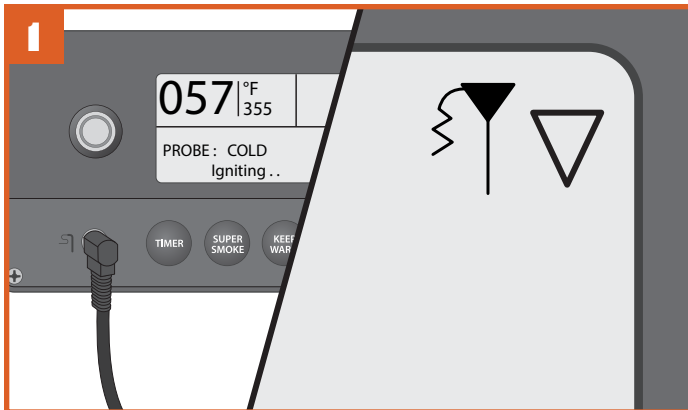 1
057 °F
355
PROBE: COLD
Igniting . .
TIMER
SUPER
SMOKE